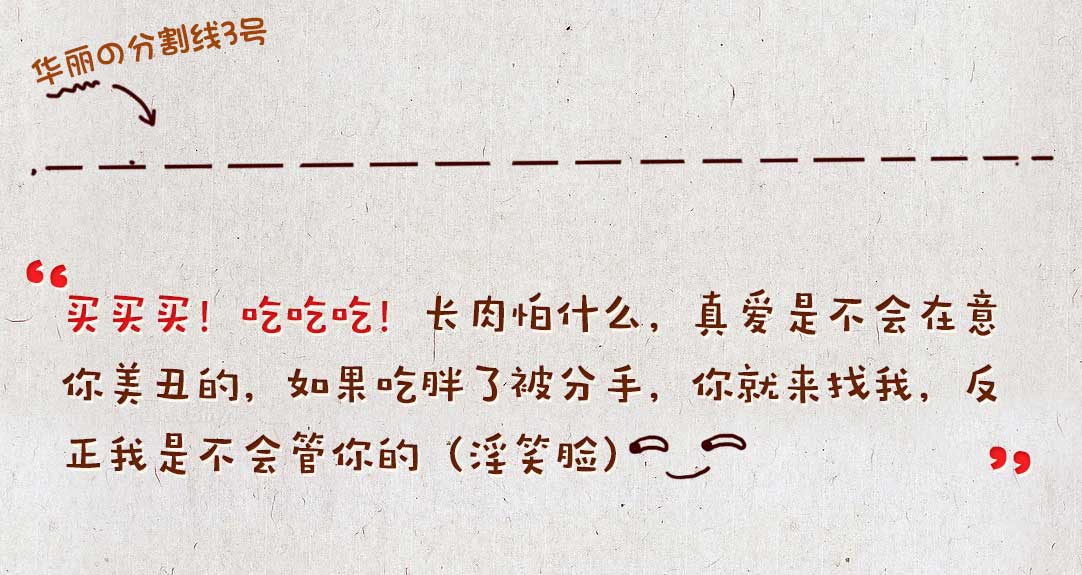 华丽の分割线3号
“买买买！吃吃吃！长肉怕什么，真爱是不会在意
你美丑的，如果吃胖了被分手，你就来找我，反
正我是不会管你的（淫笑脸）”